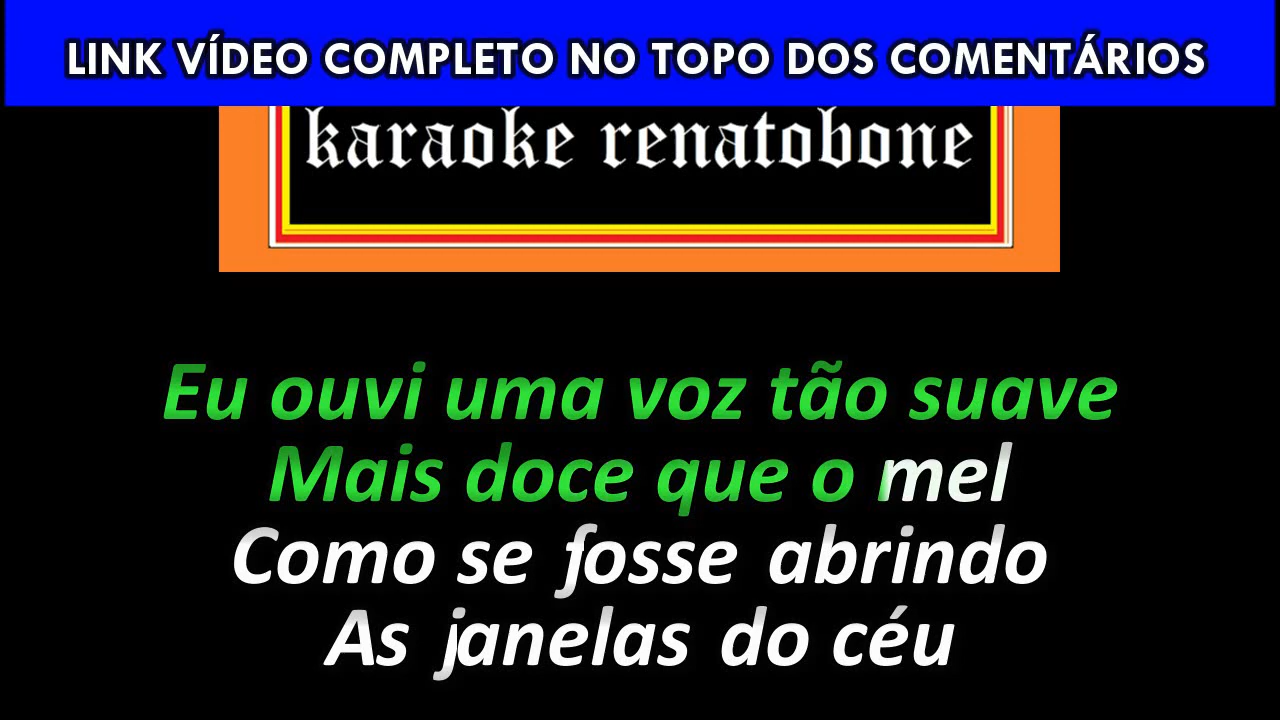 LINK VÍDEO COMPLETO NO TOPO DOS COMENTÁRIOS
karaoke renatobone
Eu ouvi uma voz tão suave
Mais doce que o mel
Como se fosse abrindo
As janelas do céu